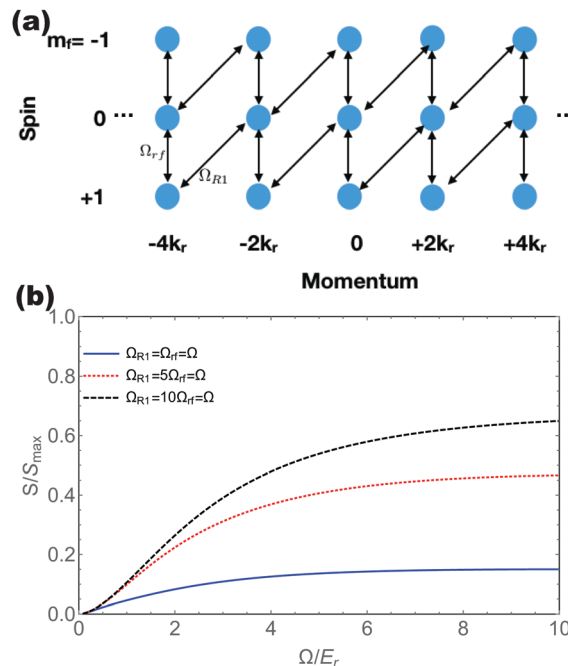 (a)
m_f= -1
Spin
0
...
..
Ω_rf
Ω_R1
+1
-4k_r -2k_r 0 +2k_r +4k_r
Momentum
(b)
1.0
0.8
0.6
0.4
0.2
0.0
S/S_max
Ω_R1=Ω_rf=Ω
Ω_R1=5Ω_rf=Ω
Ω_R1=10Ω_rf=Ω
0 2 4 6 8 10
Ω/E_r